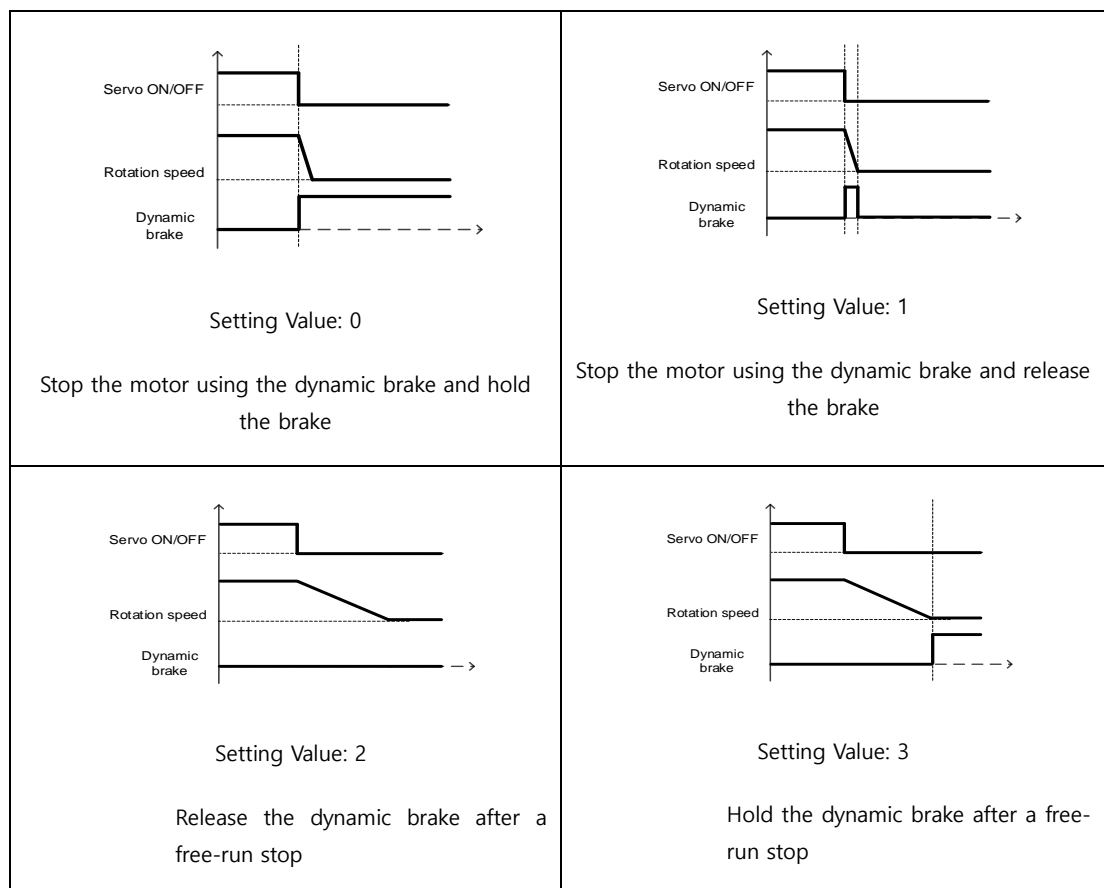 Servo ON/OFF
Rotation speed
Dynamic
brake
Setting Value: 0
Stop the motor using the dynamic brake and hold
the brake
Servo ON/OFF
Rotation speed
Dynamic
brake
Setting Value: 1
Stop the motor using the dynamic brake and release
the brake
Servo ON/OFF
Rotation speed
Dynamic
brake
Setting Value: 2
Release the dynamic brake after a
free-run stop
Servo ON/OFF
Rotation speed
Dynamic
brake
Setting Value: 3
Hold the dynamic brake after a free-
run stop